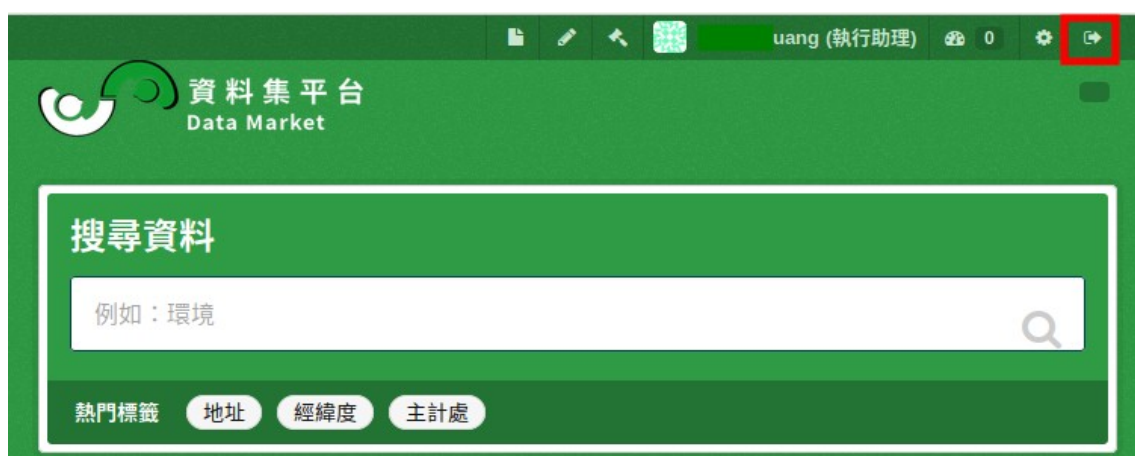 uang (執行助理) 0
資料集平台
Data Market
搜尋資料
例如：環境
熱門標籤 地址 經緯度 主計處